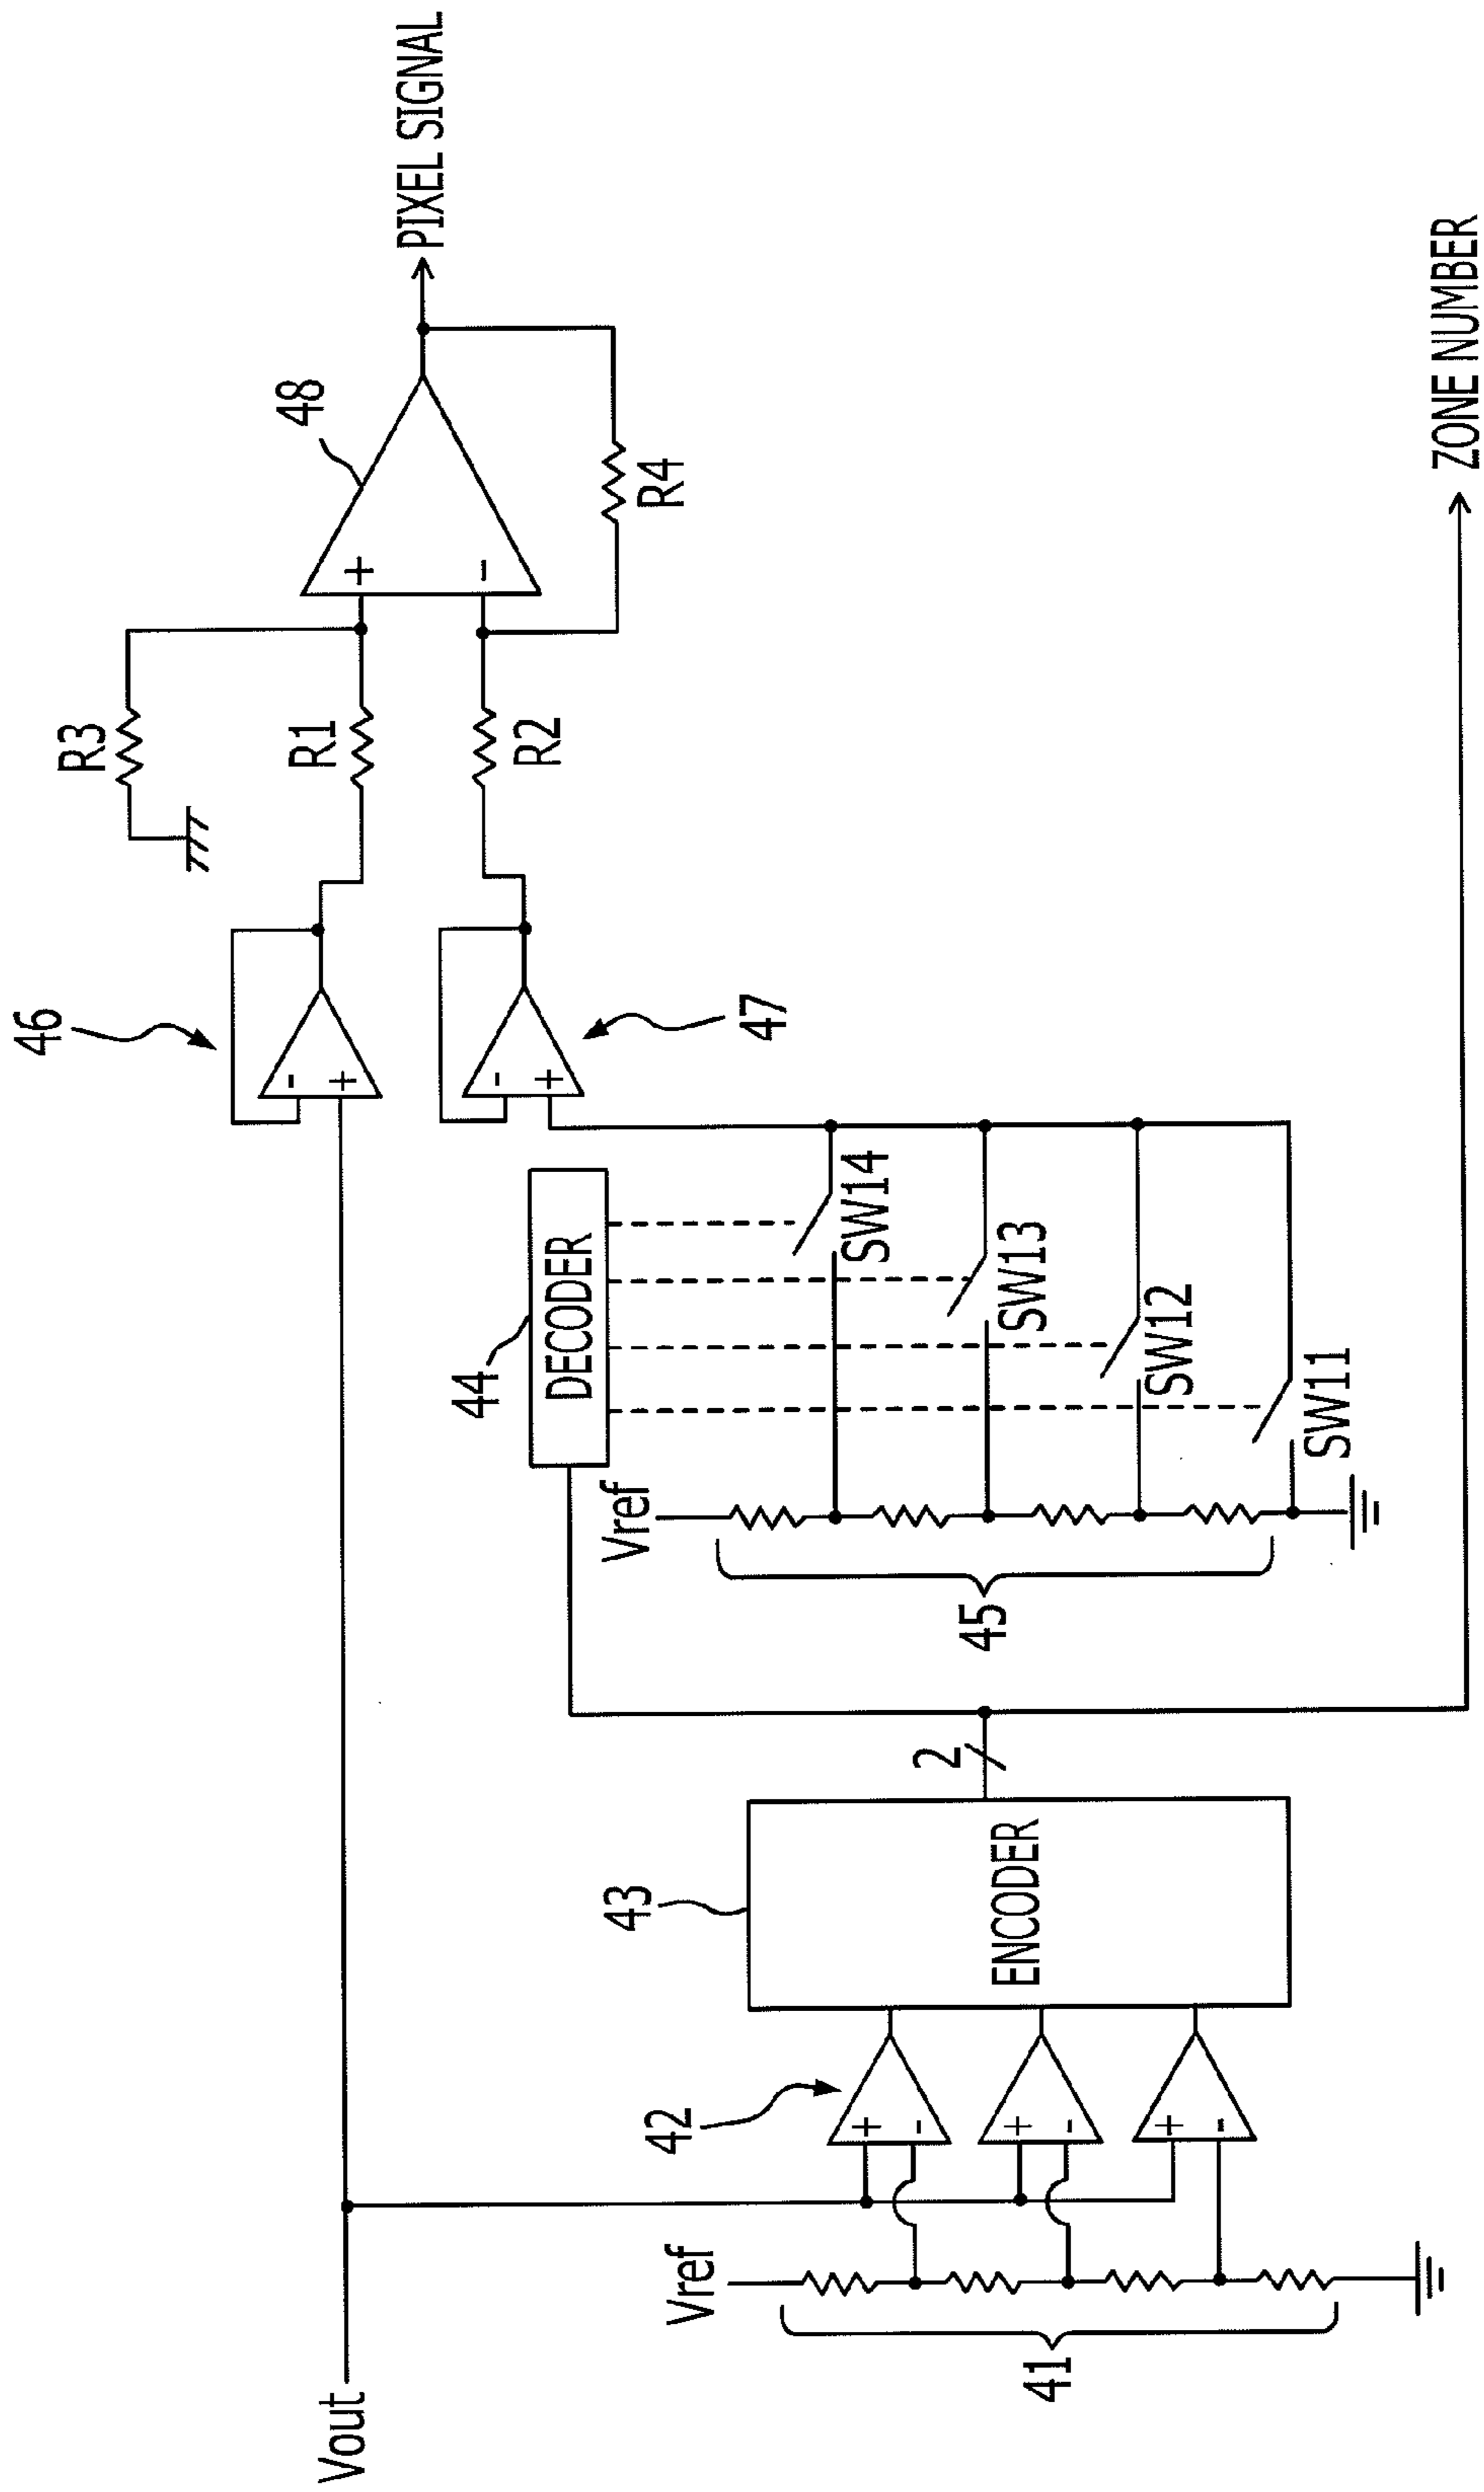 Vout
46
R3
R1
48
+
-
PIXEL SIGNAL
-
+
R2
R4
47
-
+
44
DECODER
Vref
SW14
SW13
SW12
SW11
45
42
43
ENCODER
2
Vref
+
-
+
-
+
-
41
ZONE NUMBER